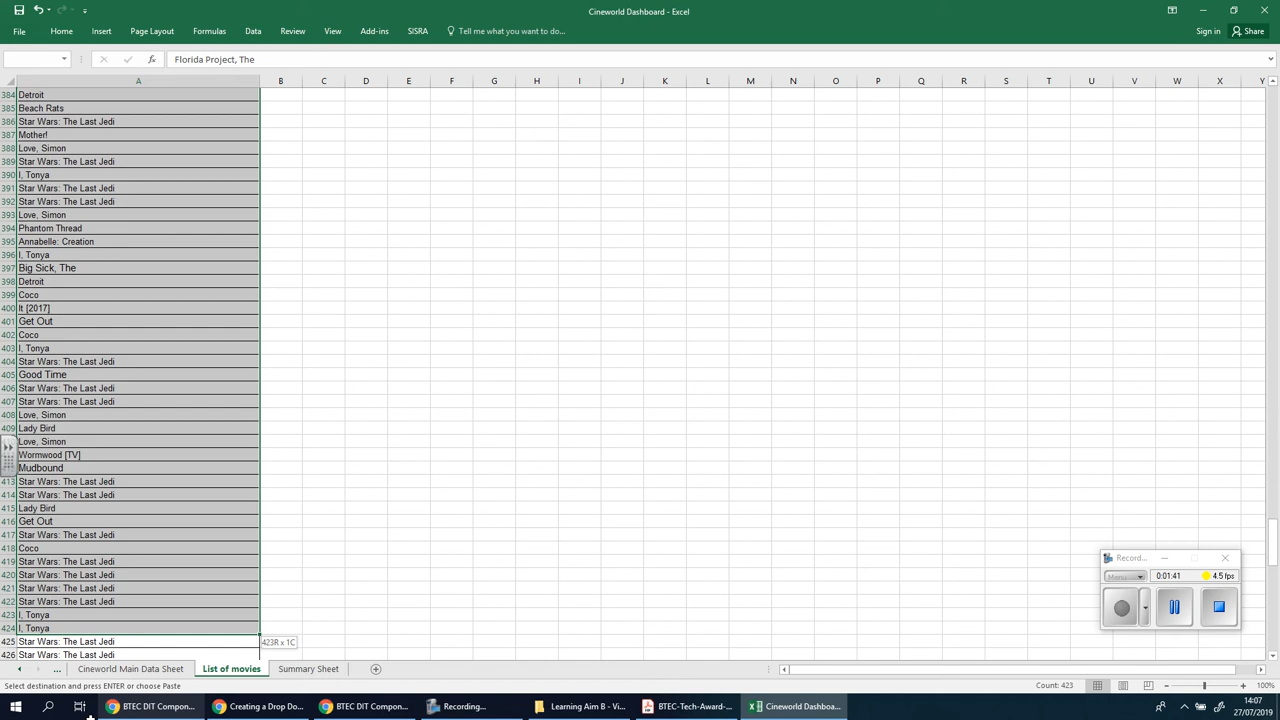 Cineworld Dashboard - Excel
File Home Insert Page Layout Formulas Data Review View Add-ins SISRA Tell me what you want to do... Sign in Share
fx Florida Project, The
A B C D E F G H I J K L M N O P Q R S T U V W X Y
384 Detroit
385 Beach Rats
386 Star Wars: The Last Jedi
387 Mother!
388 Love, Simon
389 Star Wars: The Last Jedi
390 I, Tonya
391 Star Wars: The Last Jedi
392 Star Wars: The Last Jedi
393 Love, Simon
394 Phantom Thread
395 Annabelle: Creation
396 I, Tonya
397 Big Sick, The
398 Detroit
399 Coco
400 It [2017]
401 Get Out
402 Coco
403 I, Tonya
404 Star Wars: The Last Jedi
405 Good Time
406 Star Wars: The Last Jedi
407 Star Wars: The Last Jedi
408 Love, Simon
409 Lady Bird
Love, Simon
Wormwood [TV]
Mudbound
413 Star Wars: The Last Jedi
414 Star Wars: The Last Jedi
415 Lady Bird
416 Get Out
417 Star Wars: The Last Jedi
418 Coco
419 Star Wars: The Last Jedi
420 Star Wars: The Last Jedi
421 Star Wars: The Last Jedi
422 Star Wars: The Last Jedi
423 I, Tonya
424 I, Tonya
425 Star Wars: The Last Jedi
423R x 1C
426 Star Wars: The Last Jedi
Record...
Menu
0:01:41 4.5 fps
... Cineworld Main Data Sheet List of movies Summary Sheet
Select destination and press ENTER or choose Paste Count: 423 100%
BTEC DIT Compon... Creating a Drop Do... BTEC DIT Compon... Recording... Learning Aim B - Vi... BTEC-Tech-Award-... Cineworld Dashboa...
14:07
27/07/2019